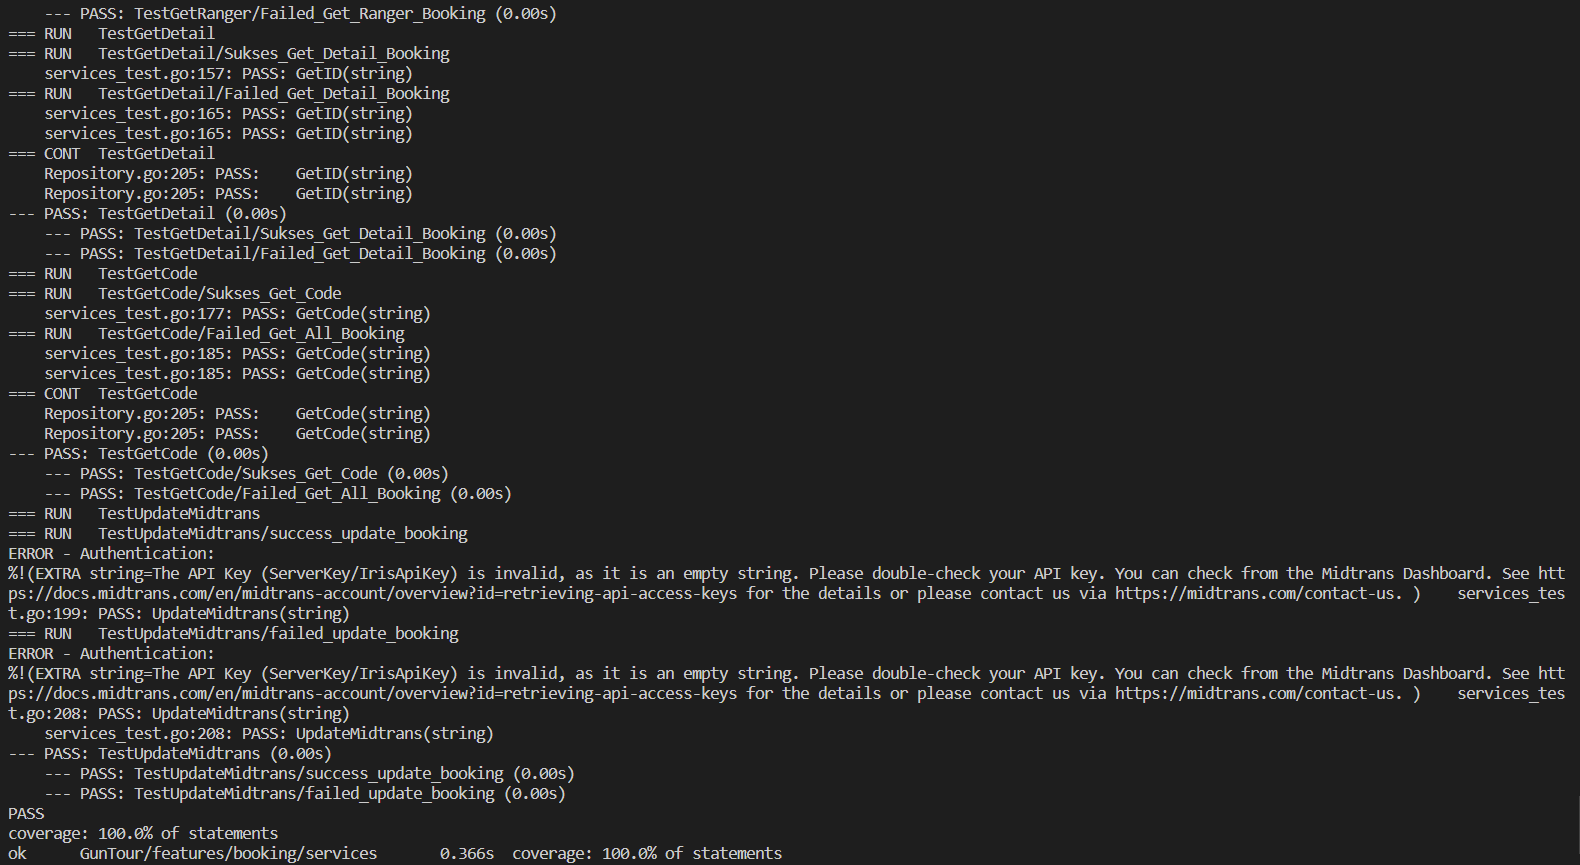 --- PASS: TestGetRanger/Failed_Get_Ranger_Booking (0.00s)
=== RUN   TestGetDetail
=== RUN   TestGetDetail/Sukses_Get_Detail_Booking
    services_test.go:157: PASS: GetID(string)
=== RUN   TestGetDetail/Failed_Get_Detail_Booking
    services_test.go:165: PASS: GetID(string)
    services_test.go:165: PASS: GetID(string)
=== CONT  TestGetDetail
    Repository.go:205: PASS:    GetID(string)
    Repository.go:205: PASS:    GetID(string)
--- PASS: TestGetDetail (0.00s)
    --- PASS: TestGetDetail/Sukses_Get_Detail_Booking (0.00s)
    --- PASS: TestGetDetail/Failed_Get_Detail_Booking (0.00s)
=== RUN   TestGetCode
=== RUN   TestGetCode/Sukses_Get_Code
    services_test.go:177: PASS: GetCode(string)
=== RUN   TestGetCode/Failed_Get_All_Booking
    services_test.go:185: PASS: GetCode(string)
    services_test.go:185: PASS: GetCode(string)
=== CONT  TestGetCode
    Repository.go:205: PASS:    GetCode(string)
    Repository.go:205: PASS:    GetCode(string)
--- PASS: TestGetCode (0.00s)
    --- PASS: TestGetCode/Sukses_Get_Code (0.00s)
    --- PASS: TestGetCode/Failed_Get_All_Booking (0.00s)
=== RUN   TestUpdateMidtrans
=== RUN   TestUpdateMidtrans/success_update_booking
ERROR - Authentication:
%!(EXTRA string=The API Key (ServerKey/IrisApiKey) is invalid, as it is an empty string. Please double-check your API key. You can check from the Midtrans Dashboard. See htt
ps://docs.midtrans.com/en/midtrans-account/overview?id=retrieving-api-access-keys for the details or please contact us via https://midtrans.com/contact-us. )    services_tes
t.go:199: PASS: UpdateMidtrans(string)
=== RUN   TestUpdateMidtrans/failed_update_booking
ERROR - Authentication:
%!(EXTRA string=The API Key (ServerKey/IrisApiKey) is invalid, as it is an empty string. Please double-check your API key. You can check from the Midtrans Dashboard. See htt
ps://docs.midtrans.com/en/midtrans-account/overview?id=retrieving-api-access-keys for the details or please contact us via https://midtrans.com/contact-us. )    services_tes
t.go:208: PASS: UpdateMidtrans(string)
    services_test.go:208: PASS: UpdateMidtrans(string)
--- PASS: TestUpdateMidtrans (0.00s)
    --- PASS: TestUpdateMidtrans/success_update_booking (0.00s)
    --- PASS: TestUpdateMidtrans/failed_update_booking (0.00s)
PASS
coverage: 100.0% of statements
ok      GunTour/features/booking/services       0.366s  coverage: 100.0% of statements